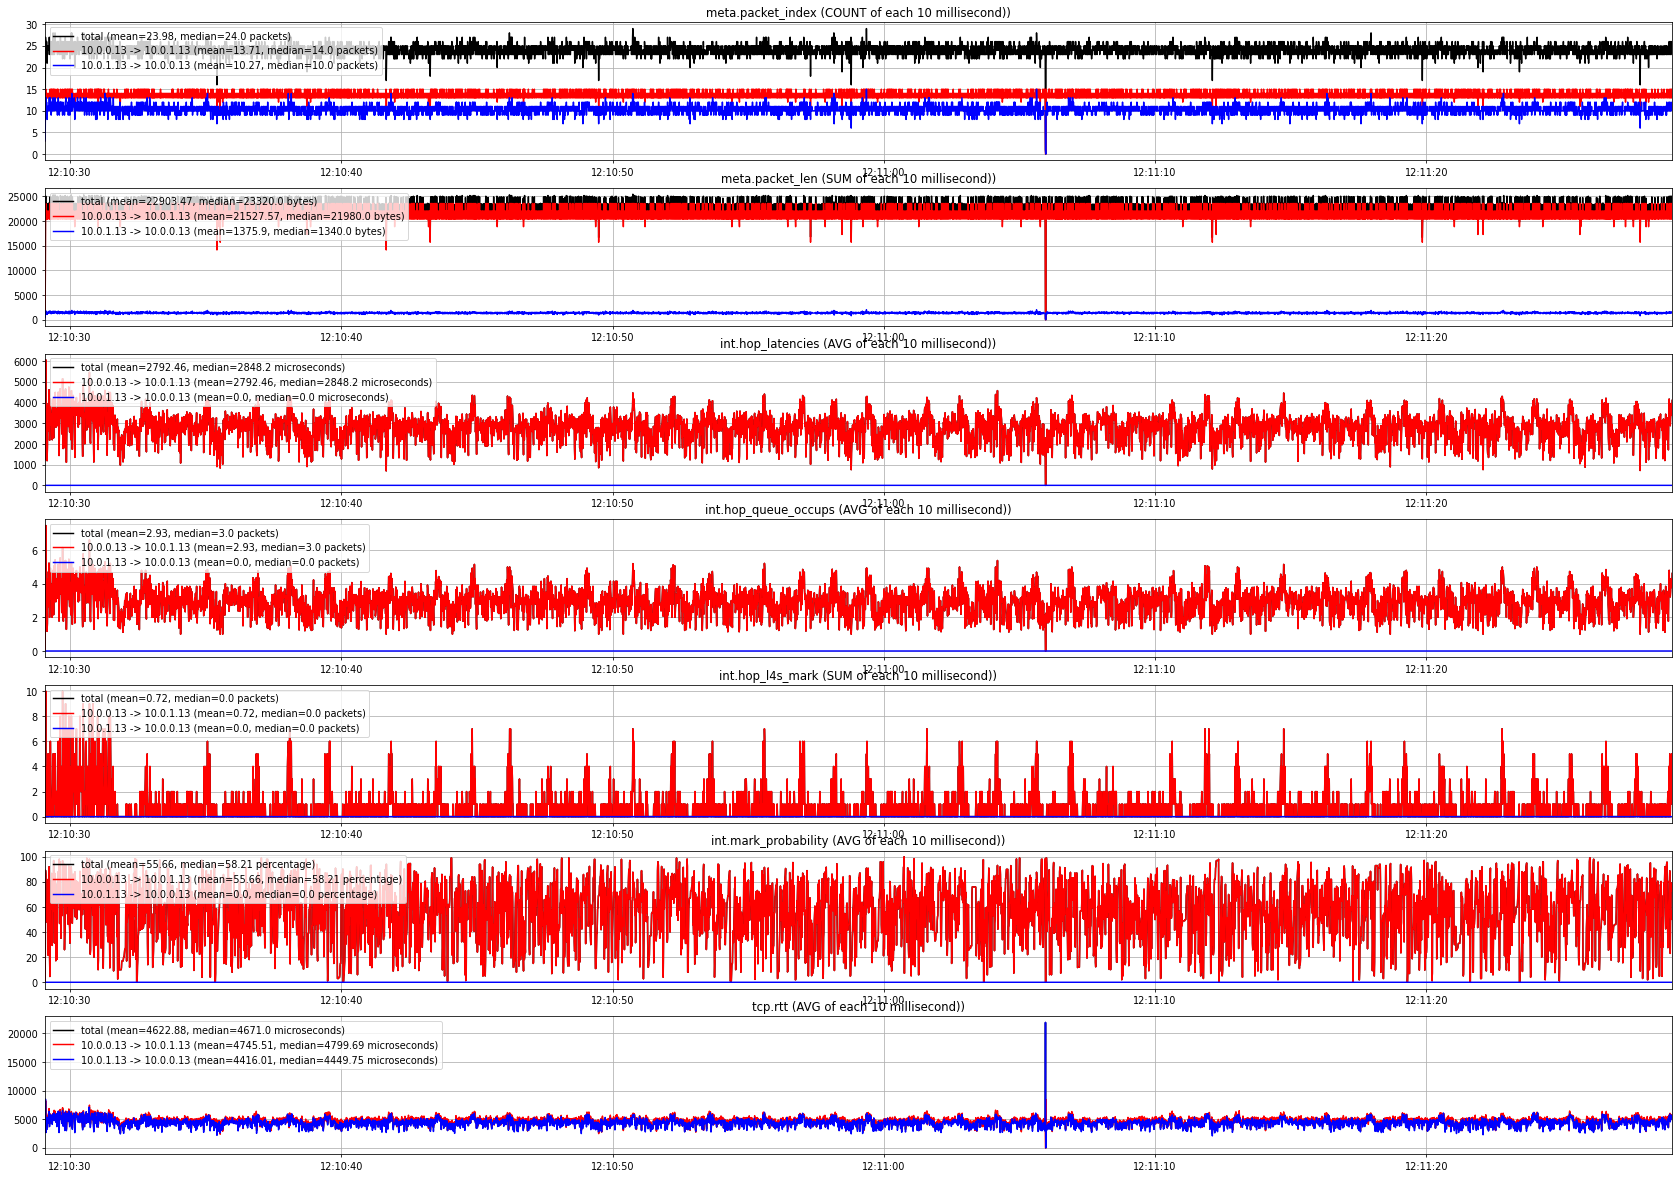 meta.packet_index (COUNT of each 10 millisecond))
30
25
20
15
10
5
0
total (mean=23.98, median=24.0 packets)
10.0.0.13 -> 10.0.1.13 (mean=13.71, median=14.0 packets)
10.0.1.13 -> 10.0.0.13 (mean=10.27, median=10.0 packets)
12:10:30 12:10:40 12:10:50 12:11:00 12:11:10 12:11:20
meta.packet_len (SUM of each 10 millisecond))
25000
20000
15000
10000
5000
0
total (mean=22903.47, median=23320.0 bytes)
10.0.0.13 -> 10.0.1.13 (mean=21527.57, median=21980.0 bytes)
10.0.1.13 -> 10.0.0.13 (mean=1375.9, median=1340.0 bytes)
12:10:30 12:10:40 12:10:50 12:11:00 12:11:10 12:11:20
int.hop_latencies (AVG of each 10 millisecond))
6000
5000
4000
3000
2000
1000
0
total (mean=2792.46, median=2848.2 microseconds)
10.0.0.13 -> 10.0.1.13 (mean=2792.46, median=2848.2 microseconds)
10.0.1.13 -> 10.0.0.13 (mean=0.0, median=0.0 microseconds)
12:10:30 12:10:40 12:10:50 12:11:00 12:11:10 12:11:20
int.hop_queue_occups (AVG of each 10 millisecond))
6
4
2
0
total (mean=2.93, median=3.0 packets)
10.0.0.13 -> 10.0.1.13 (mean=2.93, median=3.0 packets)
10.0.1.13 -> 10.0.0.13 (mean=0.0, median=0.0 packets)
12:10:30 12:10:40 12:10:50 12:11:00 12:11:10 12:11:20
int.hop_l4s_mark (SUM of each 10 millisecond))
10
8
6
4
2
0
total (mean=0.72, median=0.0 packets)
10.0.0.13 -> 10.0.1.13 (mean=0.72, median=0.0 packets)
10.0.1.13 -> 10.0.0.13 (mean=0.0, median=0.0 packets)
12:10:30 12:10:40 12:10:50 12:11:00 12:11:10 12:11:20
int.mark_probability (AVG of each 10 millisecond))
100
80
60
40
20
0
total (mean=55.66, median=58.21 percentage)
10.0.0.13 -> 10.0.1.13 (mean=55.66, median=58.21 percentage)
10.0.1.13 -> 10.0.0.13 (mean=0.0, median=0.0 percentage)
12:10:30 12:10:40 12:10:50 12:11:00 12:11:10 12:11:20
tcp.rtt (AVG of each 10 millisecond))
20000
15000
10000
5000
0
total (mean=4622.88, median=4671.0 microseconds)
10.0.0.13 -> 10.0.1.13 (mean=4745.51, median=4799.69 microseconds)
10.0.1.13 -> 10.0.0.13 (mean=4416.01, median=4449.75 microseconds)
12:10:30 12:10:40 12:10:50 12:11:00 12:11:10 12:11:20